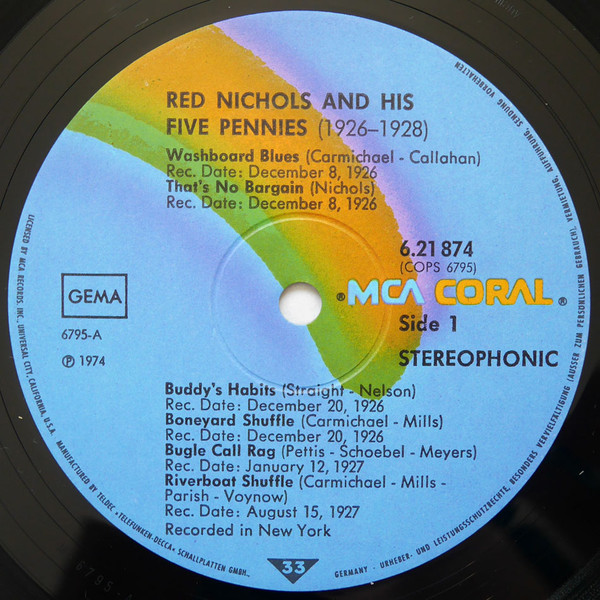 RED NICHOLS AND HIS
FIVE PENNIES (1926–1928)
Washboard Blues (Carmichael - Callahan)
Rec. Date: December 8, 1926
That's No Bargain (Nichols)
Rec. Date: December 8, 1926
6.21874
(COPS 6795)
® MCA CORAL ®
Side 1
STEREOPHONIC
GEMA
6795-A
℗ 1974
Buddy's Habits (Straight - Nelson)
Rec. Date: December 20, 1926
Boneyard Shuffle (Carmichael - Mills)
Rec. Date: December 20, 1926
Bugle Call Rag (Pettis - Schoebel - Meyers)
Rec. Date: January 12, 1927
Riverboat Shuffle (Carmichael - Mills -
Parish - Voynow)
Rec. Date: August 15, 1927
Recorded in New York
33
LICENSED BY MCA RECORDS, INC., UNIVERSAL CITY, CALIFORNIA, U.S.A.
MANUFACTURED BY TELDEC »TELEFUNKEN-DECCA« SCHALLPLATTEN GMBH.,
GERMANY · URHEBER- UND LEISTUNGSSCHUTZRECHTE, BESONDERS VERVIELFÄLTIGUNG (AUSSER ZUM PERSÖNLICHEN GEBRAUCH), VERMIETUNG, AUFFÜHRUNG, SENDUNG VORBEHALTEN